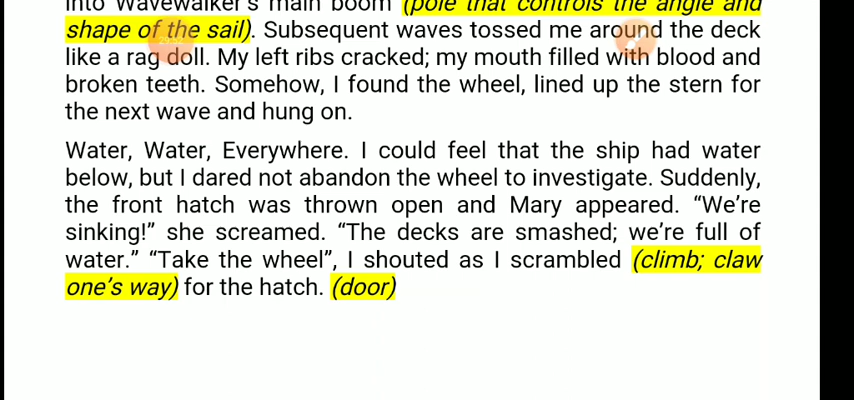 into Wavewalker's main boom (pole that controls the angle and
shape of the sail). Subsequent waves tossed me around the deck
like a rag doll. My left ribs cracked; my mouth filled with blood and
broken teeth. Somehow, I found the wheel, lined up the stern for
the next wave and hung on.
Water, Water, Everywhere. I could feel that the ship had water
below, but I dared not abandon the wheel to investigate. Suddenly,
the front hatch was thrown open and Mary appeared. “We’re
sinking!” she screamed. “The decks are smashed; we’re full of
water.” “Take the wheel”, I shouted as I scrambled (climb; claw
one’s way) for the hatch. (door)